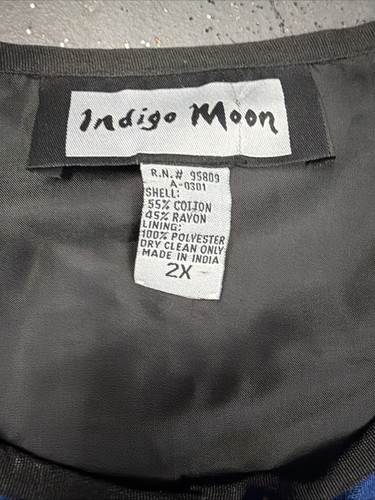 Indigo Moon
R.N.# 95809
A-0301
SHELL:
55% COTTON
45% RAYON
LINING:
100% POLYESTER
DRY CLEAN ONLY
MADE IN INDIA
2X